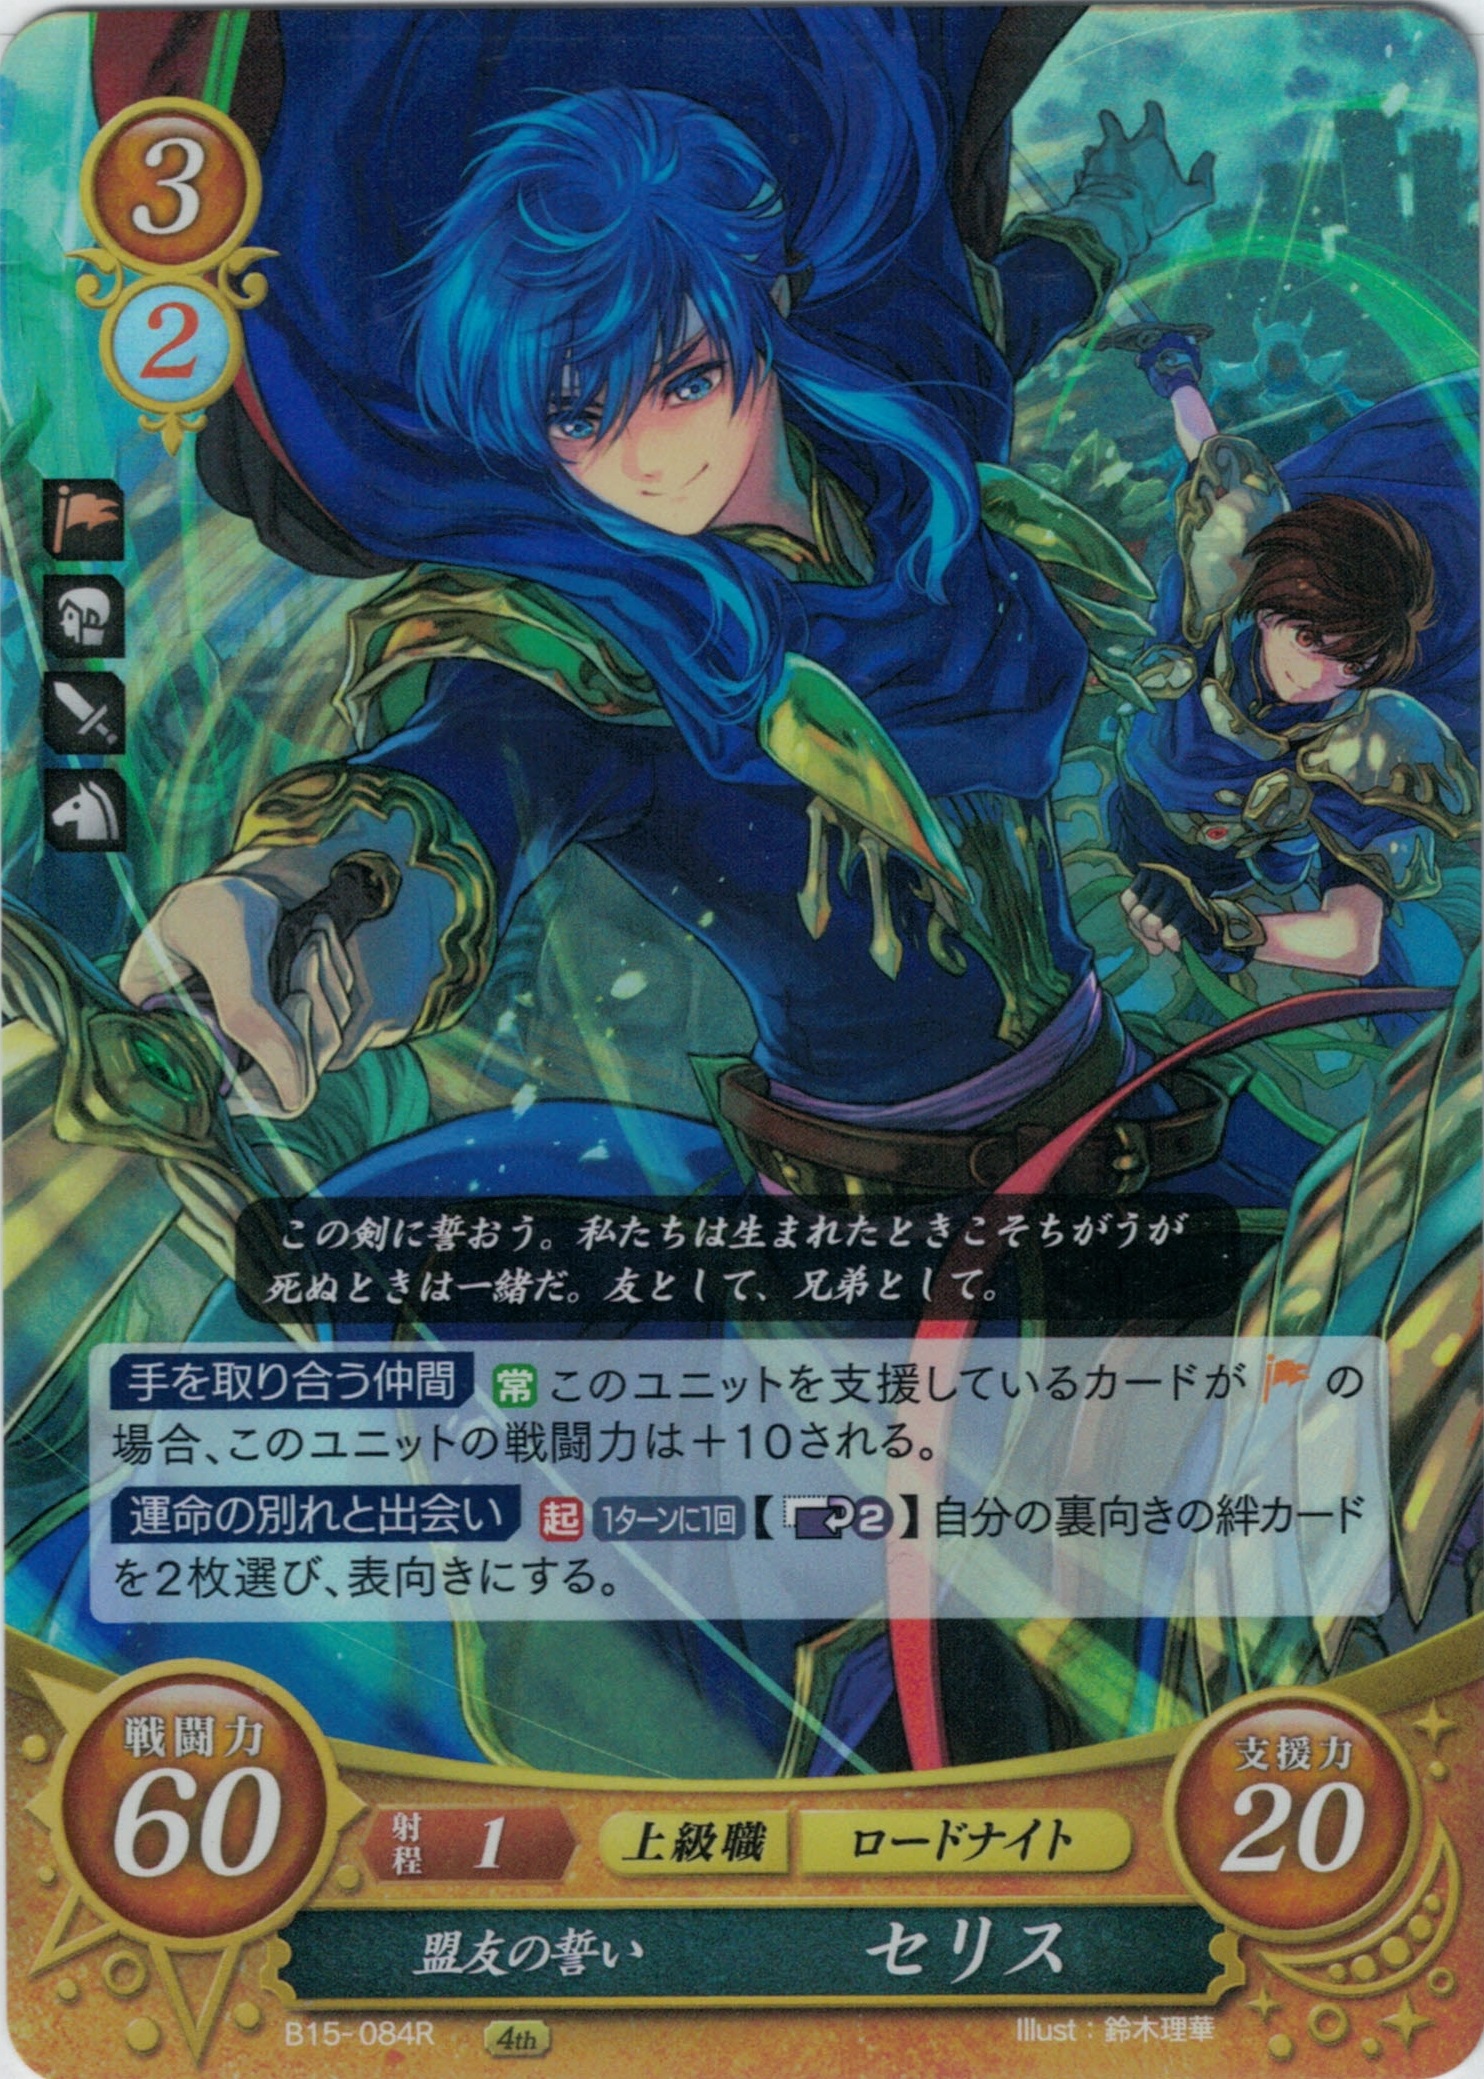 3
2
この剣に誓おう。私たちは生まれたときこそちがうが
死ぬときは一緒だ。友として、兄弟として。
手を取り合う仲間 常 このユニットを支援しているカードが の
場合、このユニットの戦闘力は＋10される。
運命の別れと出会い 起 1ターンに1回 【 2】自分の裏向きの絆カード
を2枚選び、表向きにする。
戦闘力
60
射程 1
上級職 ロードナイト
支援力
20
盟友の誓い セリス
B15-084R 4th Illust：鈴木理華